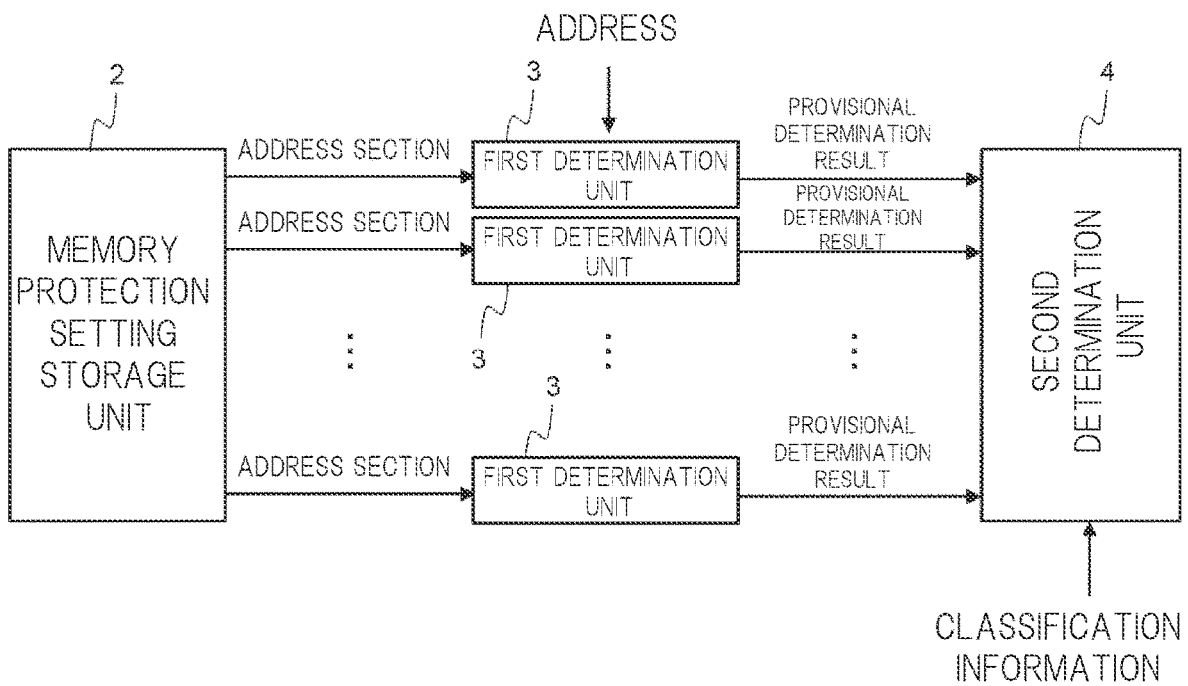 ADDRESS
2
3
4
ADDRESS SECTION
FIRST DETERMINATION
UNIT
PROVISIONAL
DETERMINATION
RESULT
ADDRESS SECTION
FIRST DETERMINATION
UNIT
PROVISIONAL
DETERMINATION
RESULT
MEMORY
PROTECTION
SETTING
STORAGE
UNIT
SECOND
DETERMINATION
UNIT
3
3
ADDRESS SECTION
FIRST DETERMINATION
UNIT
PROVISIONAL
DETERMINATION
RESULT
CLASSIFICATION
INFORMATION